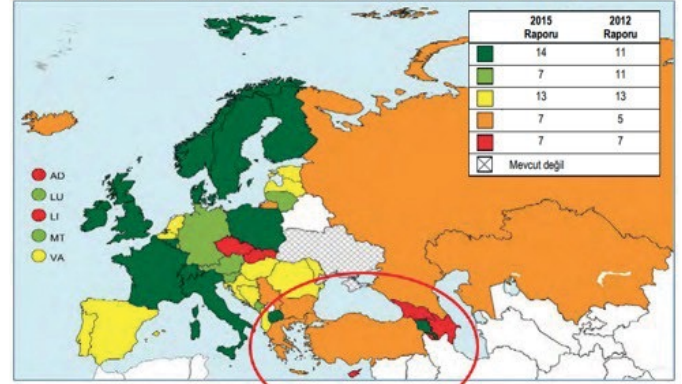 2015 2012
Raporu Raporu
14 11
7 11
13 13
7 5
7 7
Mevcut değil
AD
LU
LI
MT
VA